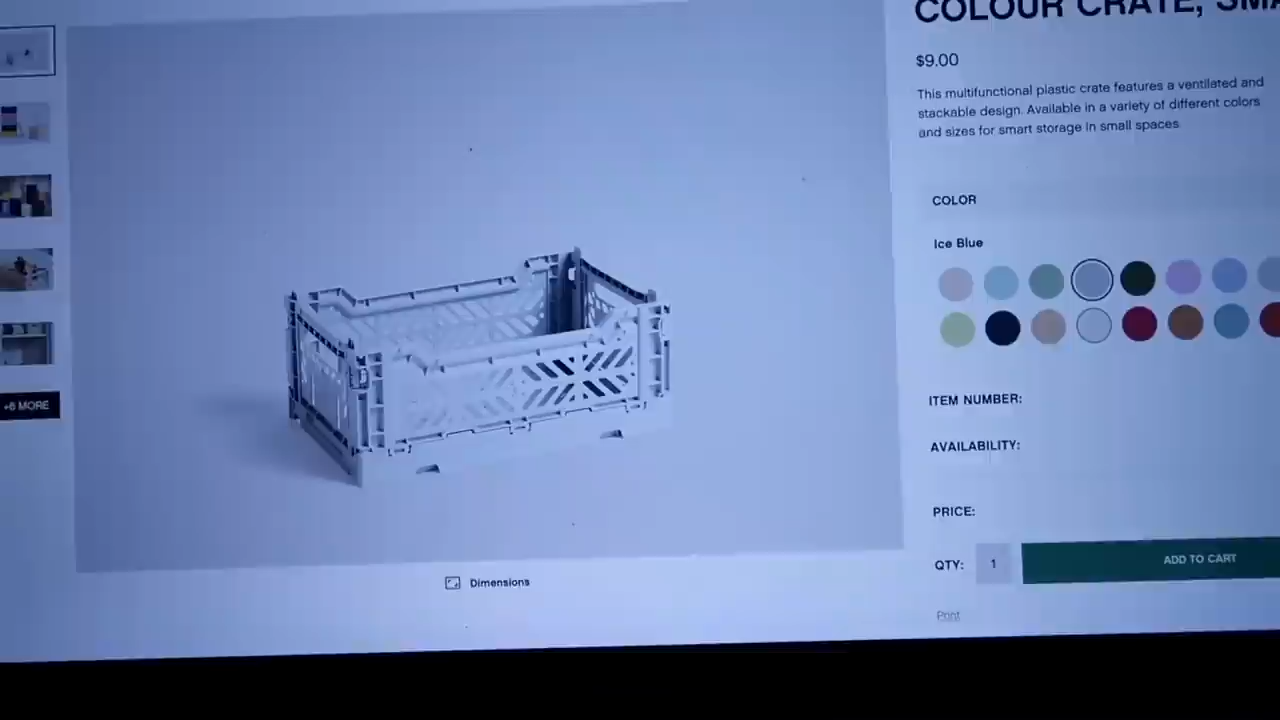 COLOUR CRATE,
$9.00
This multifunctional plastic crate features a ventilated and
stackable design. Available in a variety of different colors
and sizes for smart storage in small spaces
COLOR
Ice Blue
+6 MORE
ITEM NUMBER:
AVAILABILITY:
PRICE:
QTY: 1 ADD TO CART
Dimensions
Print